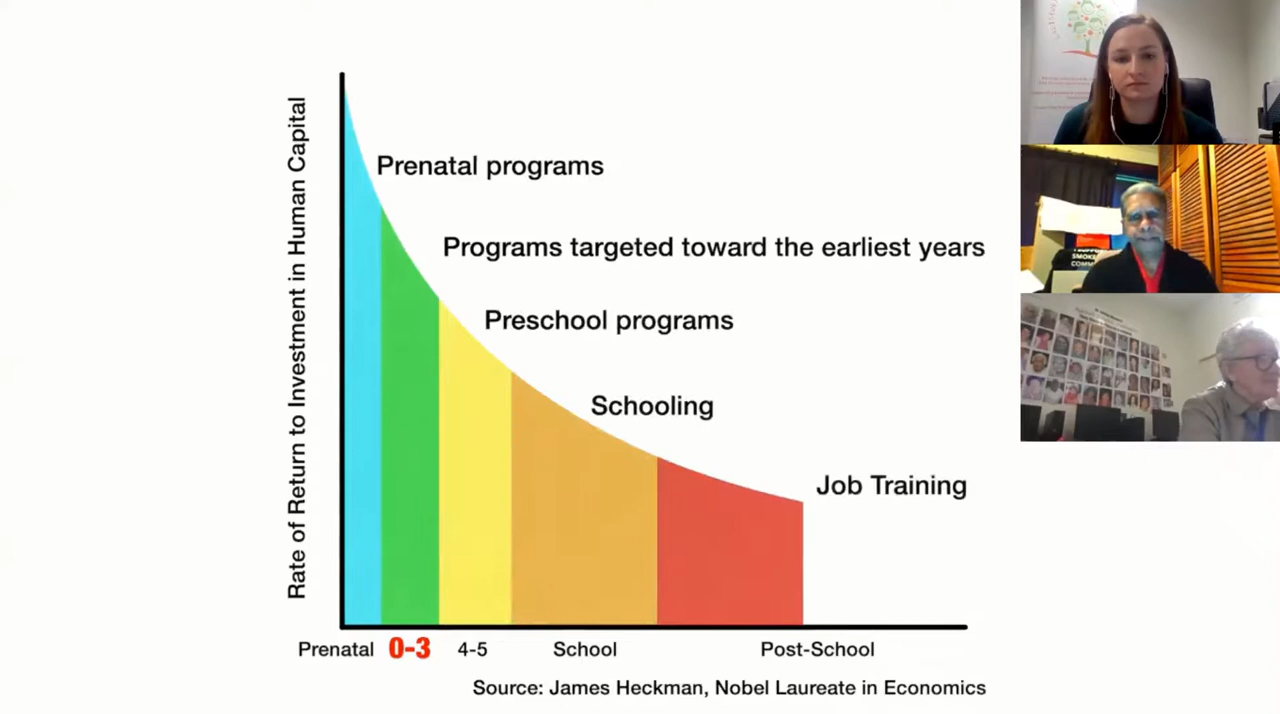 Rate of Return to Investment in Human Capital
Prenatal programs
Programs targeted toward the earliest years
Preschool programs
Schooling
Job Training
Prenatal 0-3 4-5 School Post-School
Source: James Heckman, Nobel Laureate in Economics
SMOKE